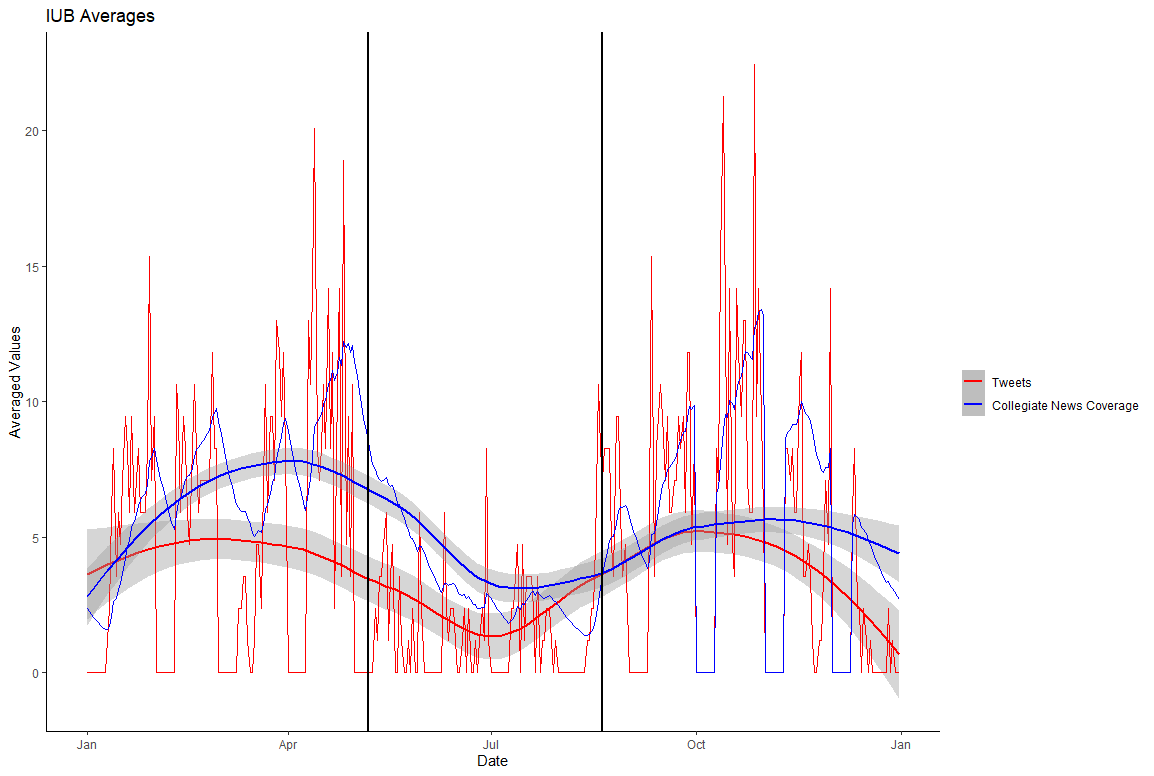 IUB Averages
Averaged Values
20
15
10
5
0
Jan
Apr
Jul
Oct
Jan
Date
Tweets
Collegiate News Coverage